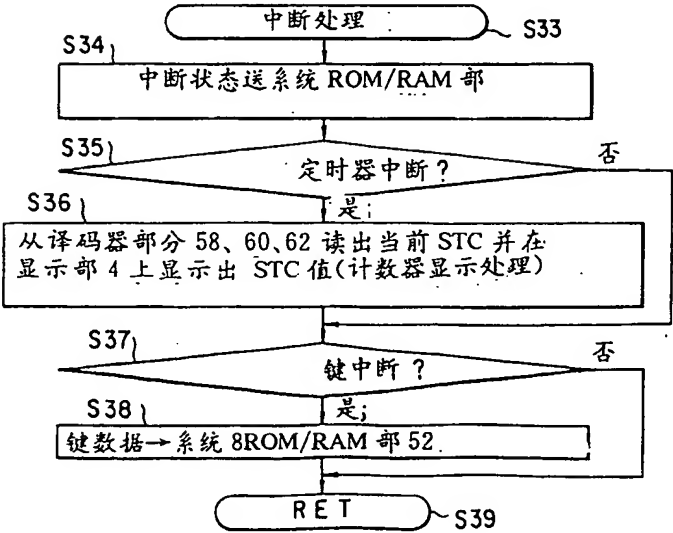 中断处理
S33
S34
中断状态送系统 ROM/RAM 部
S35
定时器中断?
否
是;
S36
从译码器部分 58、60、62 读出当前 STC 并在
显示部 4 上显示出 STC 值(计数器显示处理)
S37
键中断?
否
是;
S38
键数据→系统 8ROM/RAM 部 52
RET
S39